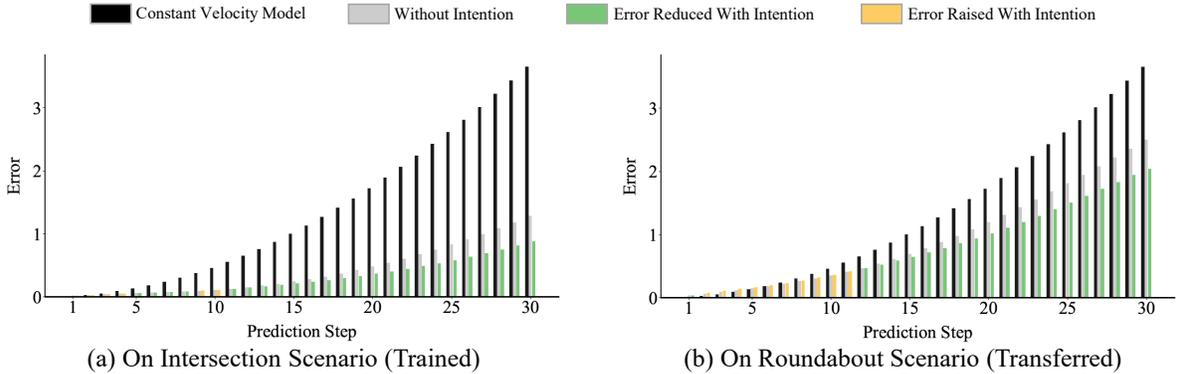 Constant Velocity Model Without Intention Error Reduced With Intention Error Raised With Intention
3
2
1
0
Error
1 5 10 15 20 25 30
Prediction Step
(a) On Intersection Scenario (Trained)
3
2
1
0
Error
1 5 10 15 20 25 30
Prediction Step
(b) On Roundabout Scenario (Transferred)